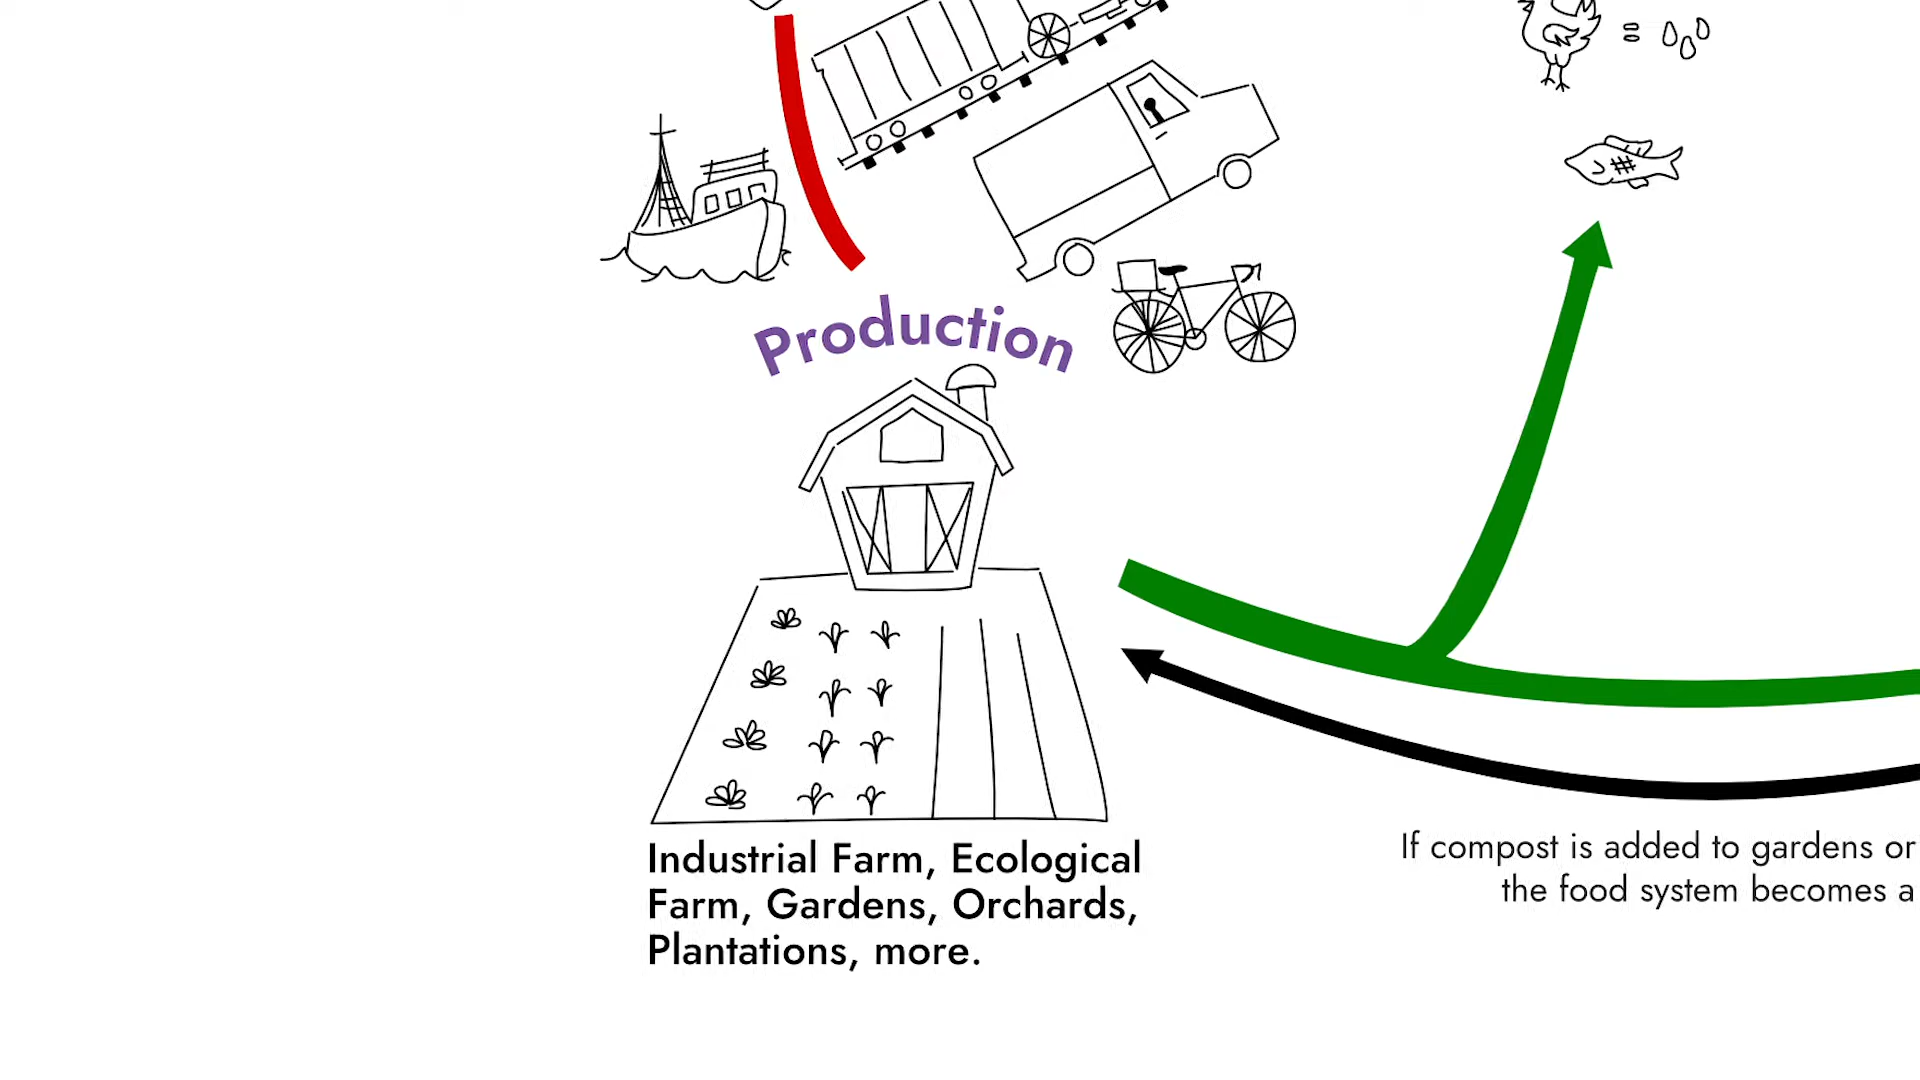 Production
Industrial Farm, Ecological
Farm, Gardens, Orchards,
Plantations, more.
If compost is added to gardens or
the food system becomes a